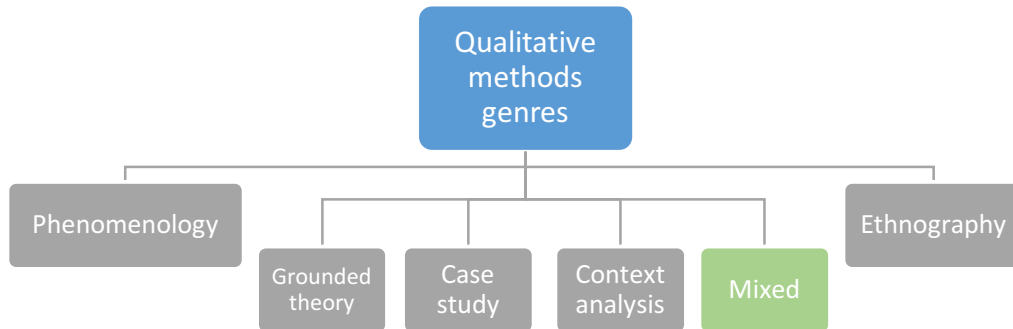 Qualitative
methods
genres
Phenomenology
Ethnography
Grounded
theory
Case
study
Context
analysis
Mixed